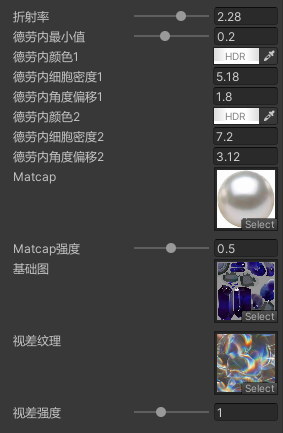 折射率 2.28
德劳内最小值 0.2
德劳内颜色1 HDR
德劳内细胞密度1 5.18
德劳内角度偏移1 1.8
德劳内颜色2 HDR
德劳内细胞密度2 7.2
德劳内角度偏移2 3.12
Matcap
Select
Matcap强度 0.5
基础图
Select
视差纹理
Select
视差强度 1